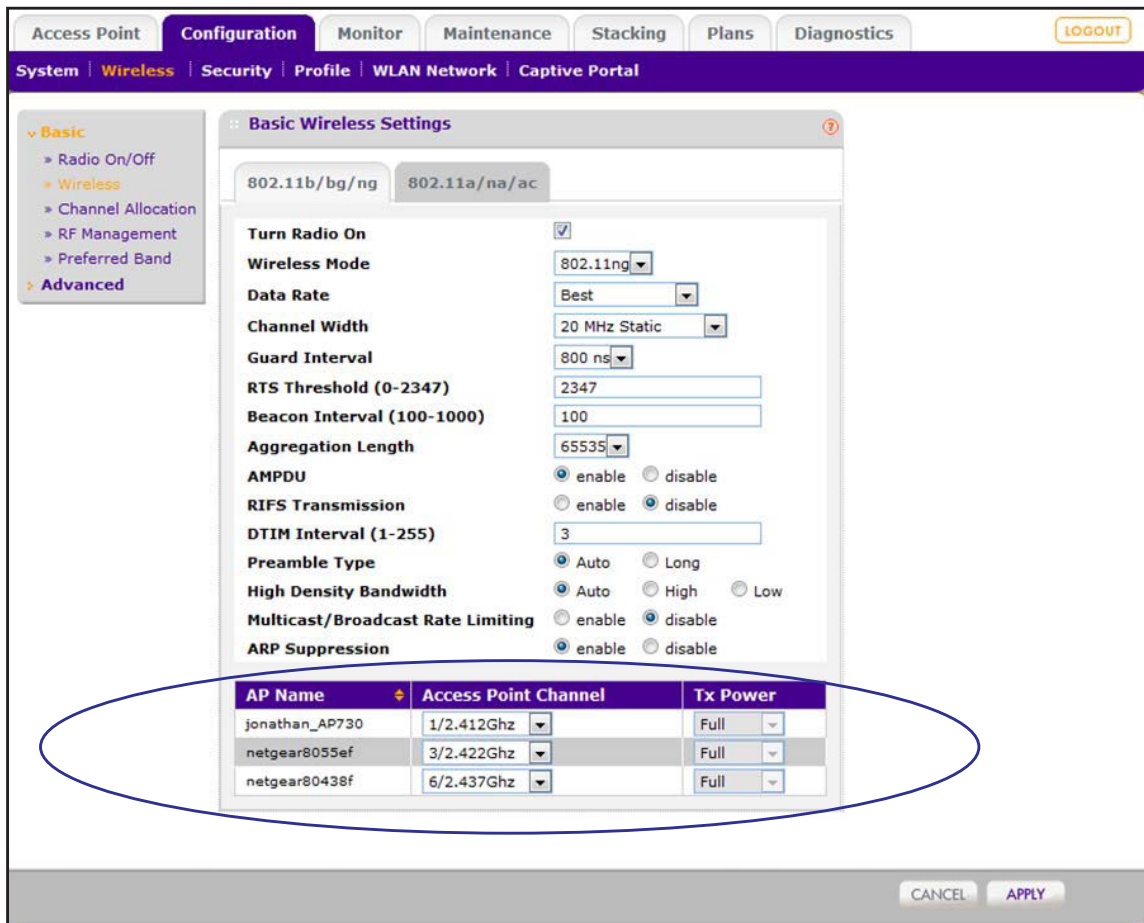 Access Point Configuration Monitor Maintenance Stacking Plans Diagnostics LOGOUT
System Wireless Security Profile WLAN Network Captive Portal
Basic
» Radio On/Off
» Wireless
» Channel Allocation
» RF Management
» Preferred Band
Advanced
Basic Wireless Settings ?
802.11b/bg/ng 802.11a/na/ac
Turn Radio On
Wireless Mode 802.11ng
Data Rate Best
Channel Width 20 MHz Static
Guard Interval 800 ns
RTS Threshold (0-2347) 2347
Beacon Interval (100-1000) 100
Aggregation Length 65535
AMPDU enable disable
RIFS Transmission enable disable
DTIM Interval (1-255) 3
Preamble Type Auto Long
High Density Bandwidth Auto High Low
Multicast/Broadcast Rate Limiting enable disable
ARP Suppression enable disable
AP Name Access Point Channel Tx Power
jonathan_AP730 1/2.412Ghz Full
netgear8055ef 3/2.422Ghz Full
netgear80438f 6/2.437Ghz Full
CANCEL APPLY